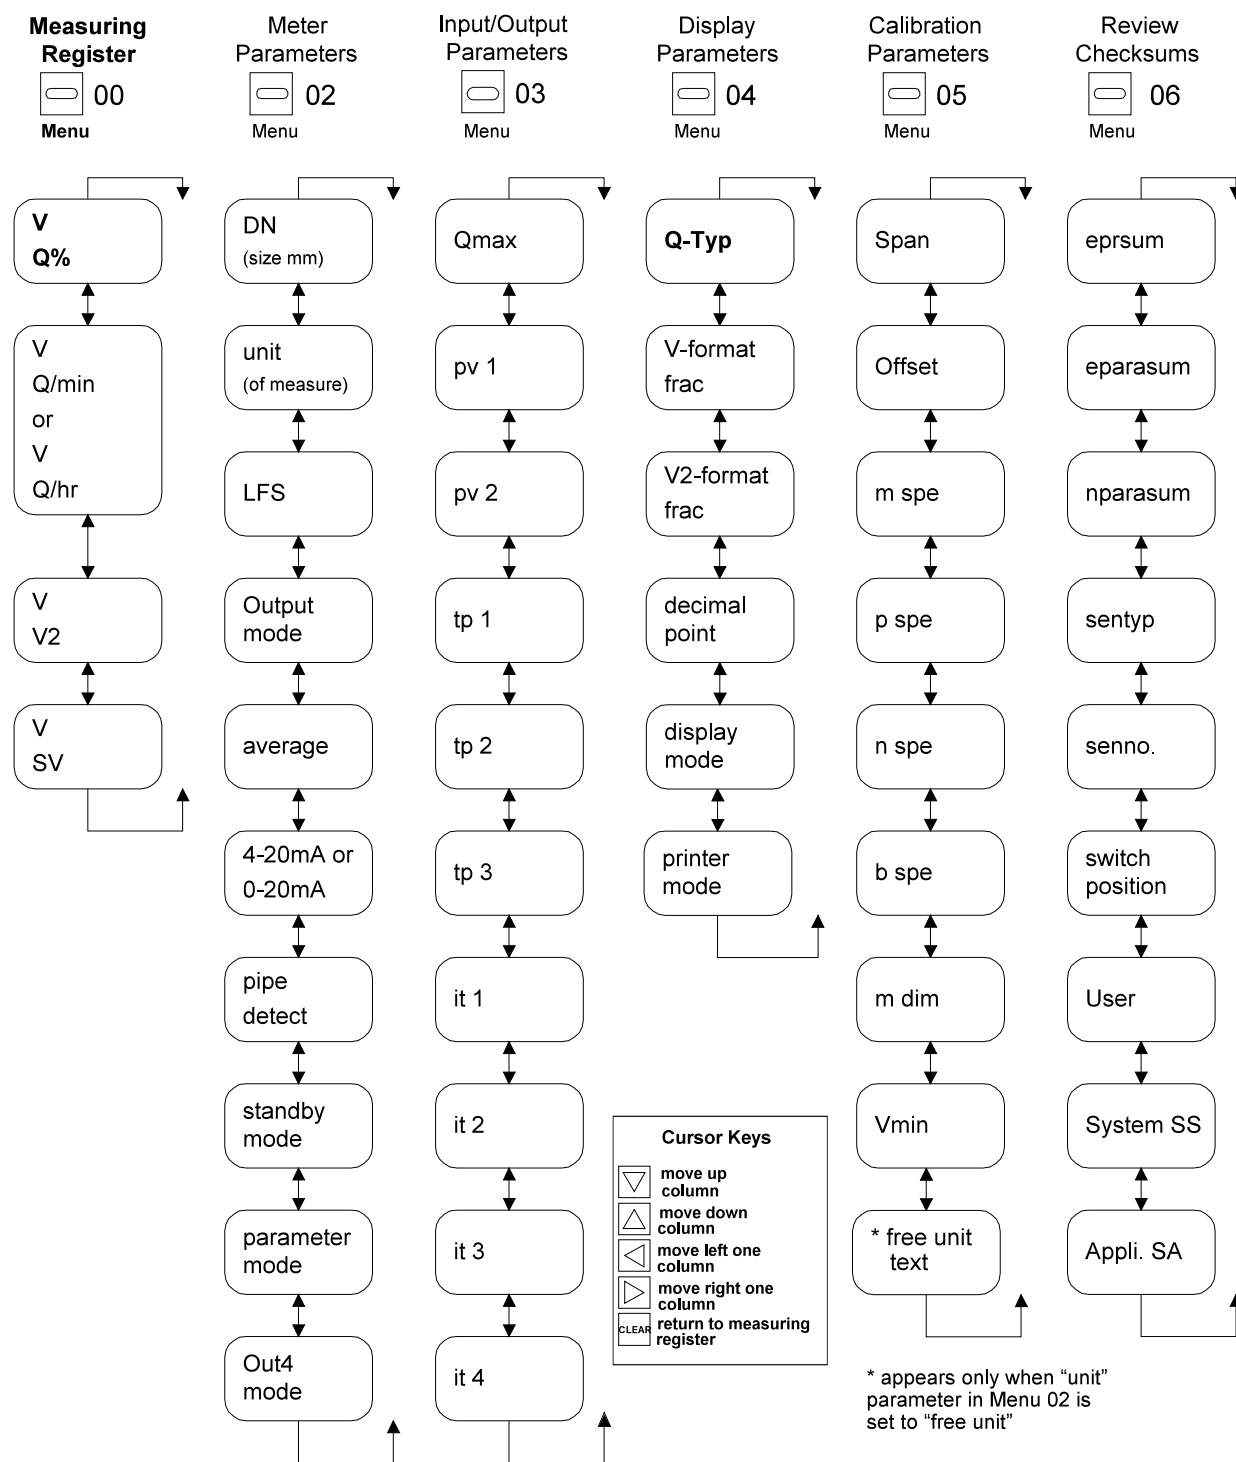 Measuring
Register
00
Menu
V
Q%
V
Q/min
or
V
Q/hr
V
V2
V
SV
Meter
Parameters
02
Menu
DN
(size mm)
unit
(of measure)
LFS
Output
mode
average
4-20mA or
0-20mA
pipe
detect
standby
mode
parameter
mode
Out4
mode
Input/Output
Parameters
03
Menu
Qmax
pv 1
pv 2
tp 1
tp 2
tp 3
it 1
it 2
it 3
it 4
Display
Parameters
04
Menu
Q-Typ
V-format
frac
V2-format
frac
decimal
point
display
mode
printer
mode
Cursor Keys
move up
column
move down
column
move left one
column
move right one
column
CLEAR
return to measuring
register
Calibration
Parameters
05
Menu
Span
Offset
m spe
p spe
n spe
b spe
m dim
Vmin
* free unit
text
* appears only when “unit”
parameter in Menu 02 is
set to “free unit”
Review
Checksums
06
Menu
eprsum
eparasum
nparasum
sentyp
senno.
switch
position
User
System SS
Appli. SA